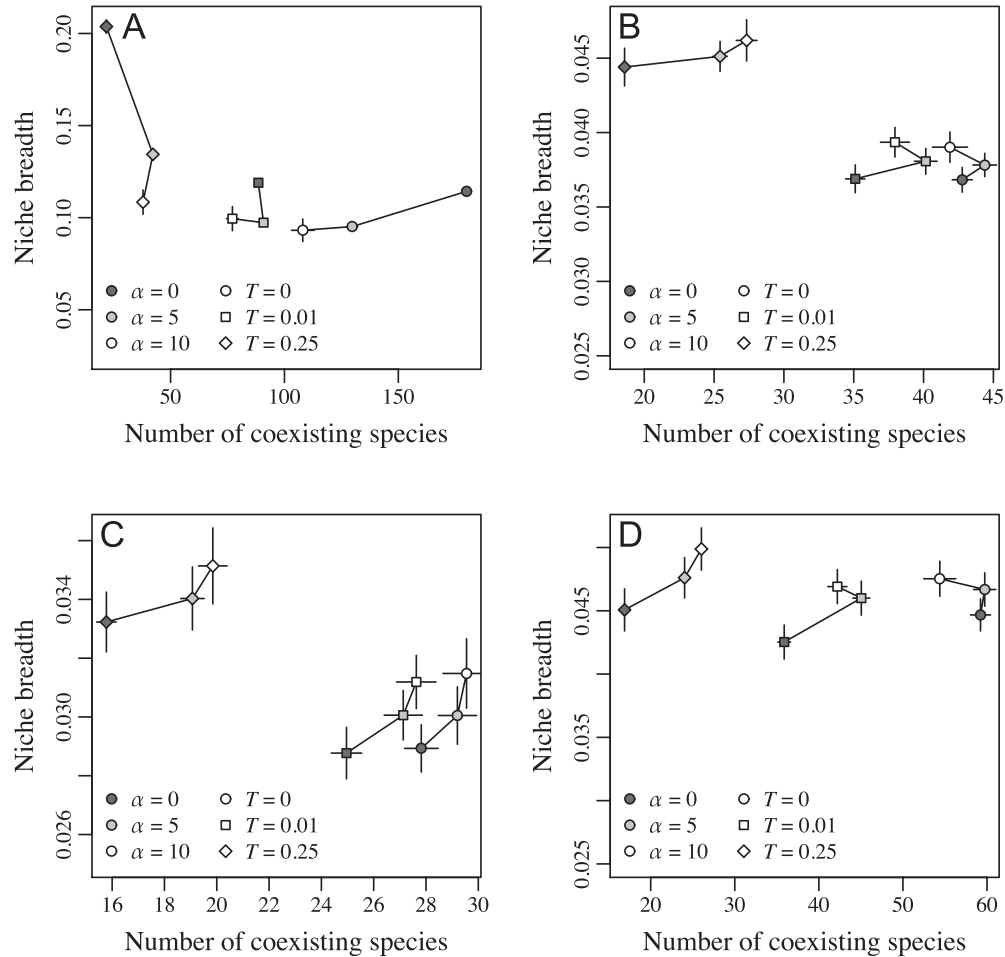 A
Niche breadth
0.20
0.15
0.10
0.05
α = 0
T = 0
α = 5
T = 0.01
α = 10
T = 0.25
50
100
150
Number of coexisting species
B
Niche breadth
0.045
0.040
0.035
0.030
0.025
α = 0
T = 0
α = 5
T = 0.01
α = 10
T = 0.25
20
25
30
35
40
45
Number of coexisting species
C
Niche breadth
0.034
0.030
0.026
α = 0
T = 0
α = 5
T = 0.01
α = 10
T = 0.25
16
18
20
22
24
26
28
30
Number of coexisting species
D
Niche breadth
0.045
0.035
0.025
α = 0
T = 0
α = 5
T = 0.01
α = 10
T = 0.25
20
30
40
50
60
Number of coexisting species